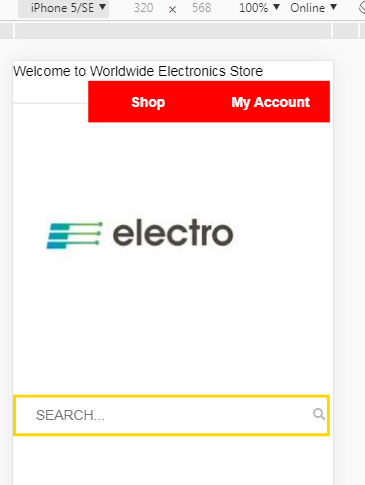 iPhone 5/SE ▼ 320 × 568 100% ▼ Online ▼
Welcome to Worldwide Electronics Store
Shop My Account
electro
SEARCH...